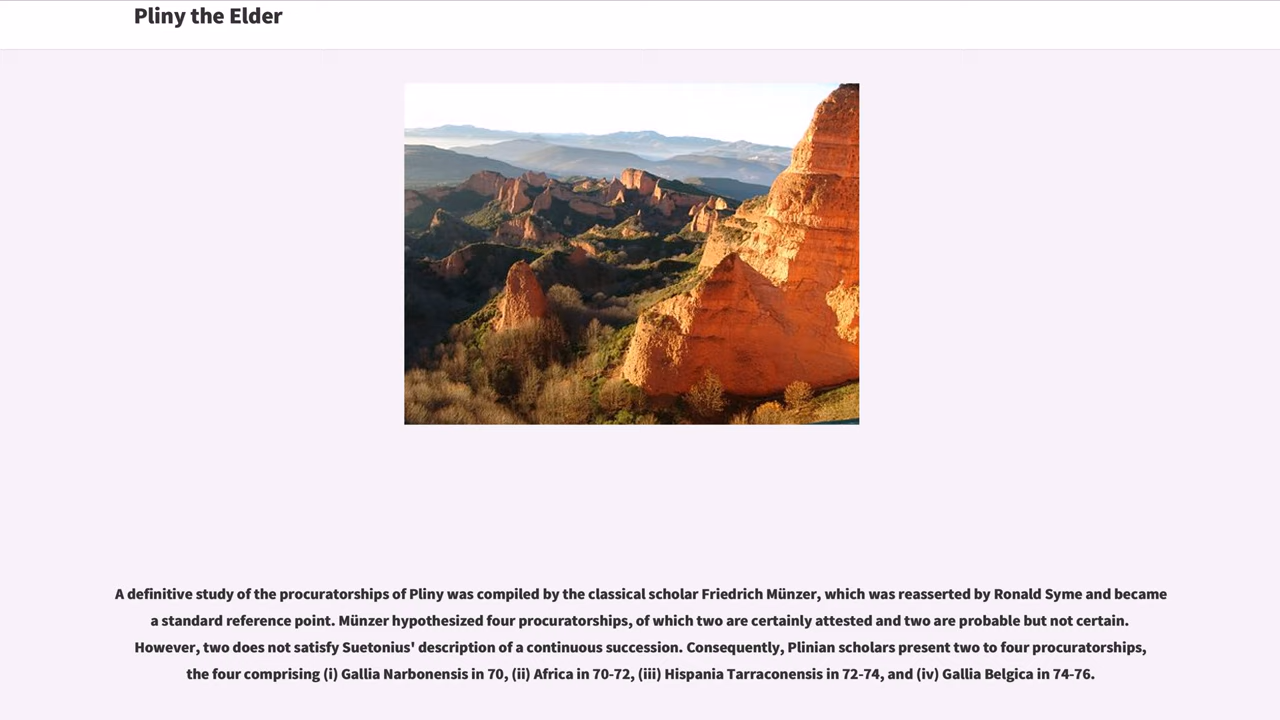 Pliny the Elder
A definitive study of the procuratorships of Pliny was compiled by the classical scholar Friedrich Münzer, which was reasserted by Ronald Syme and became
a standard reference point. Münzer hypothesized four procuratorships, of which two are certainly attested and two are probable but not certain.
However, two does not satisfy Suetonius' description of a continuous succession. Consequently, Plinian scholars present two to four procuratorships,
the four comprising (i) Gallia Narbonensis in 70, (ii) Africa in 70-72, (iii) Hispania Tarraconensis in 72-74, and (iv) Gallia Belgica in 74-76.